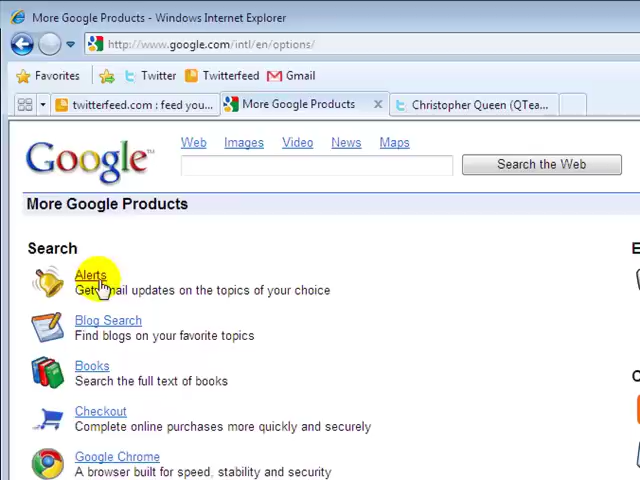 More Google Products - Windows Internet Explorer
http://www.google.com/intl/en/options/
Favorites Twitter Twitterfeed Gmail
twitterfeed.com : feed you... More Google Products Christopher Queen (QTea...
Web Images Video News Maps
Google™
Search the Web
More Google Products
Search
Alerts
Get mail updates on the topics of your choice
Blog Search
Find blogs on your favorite topics
Books
Search the full text of books
Checkout
Complete online purchases more quickly and securely
Google Chrome
A browser built for speed, stability and security